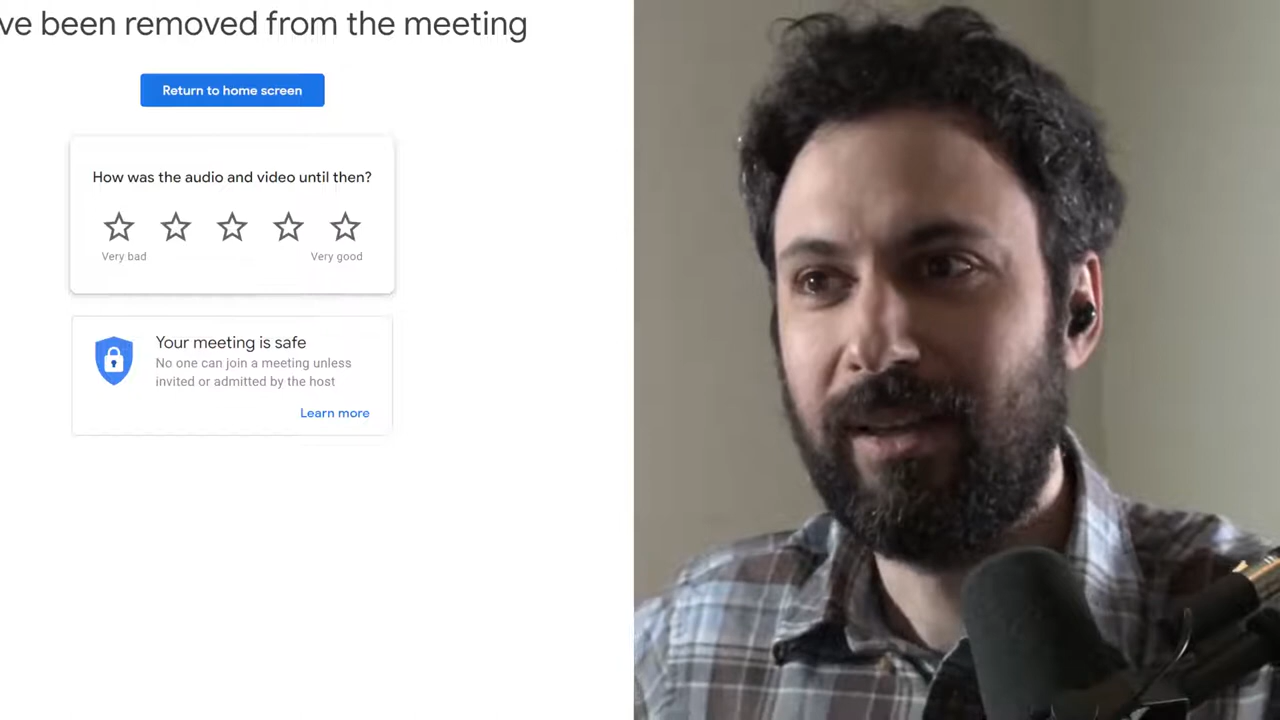 've been removed from the meeting
Return to home screen
How was the audio and video until then?
Very bad
Very good
Your meeting is safe
No one can join a meeting unless
invited or admitted by the host
Learn more